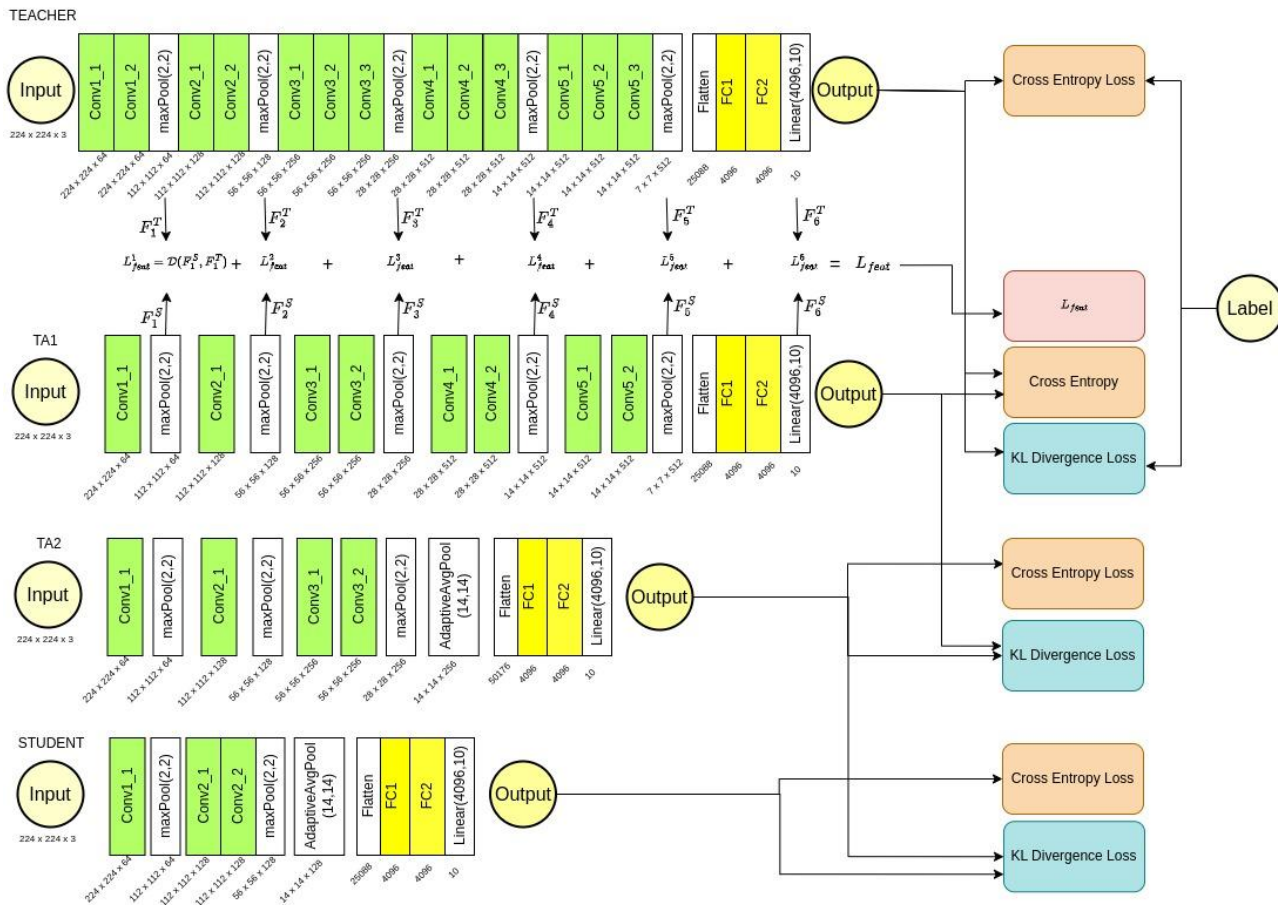 TEACHER
Input
224 x 224 x 3
Conv1_1
Conv1_2
maxPool(2,2)
Conv2_1
Conv2_2
maxPool(2,2)
Conv3_1
Conv3_2
Conv3_3
maxPool(2,2)
Conv4_1
Conv4_2
Conv4_3
maxPool(2,2)
Conv5_1
Conv5_2
Conv5_3
maxPool(2,2)
Flatten
FC1
FC2
Linear(4096,10)
Output
224 x 224 x 64
224 x 224 x 64
112 x 112 x 64
112 x 112 x 128
112 x 112 x 128
56 x 56 x 128
56 x 56 x 256
56 x 56 x 256
56 x 56 x 256
28 x 28 x 256
28 x 28 x 512
28 x 28 x 512
28 x 28 x 512
14 x 14 x 512
14 x 14 x 512
14 x 14 x 512
14 x 14 x 512
7 x 7 x 512
25088
4096
4096
10
F_1^T
F_2^T
F_3^T
F_4^T
F_5^T
F_6^T
L_{feat}^1 = D(F_1^S, F_1^T) + L_{feat}^2 + L_{feat}^3 + L_{feat}^4 + L_{feat}^5 + L_{feat}^6 = L_{feat}
F_1^S
F_2^S
F_3^S
F_4^S
F_5^S
F_6^S
TA1
Input
224 x 224 x 3
Conv1_1
maxPool(2,2)
Conv2_1
maxPool(2,2)
Conv3_1
Conv3_2
maxPool(2,2)
Conv4_1
Conv4_2
maxPool(2,2)
Conv5_1
Conv5_2
maxPool(2,2)
Flatten
FC1
FC2
Linear(4096,10)
Output
224 x 224 x 64
112 x 112 x 64
112 x 112 x 128
56 x 56 x 128
56 x 56 x 256
56 x 56 x 256
28 x 28 x 256
28 x 28 x 512
28 x 28 x 512
14 x 14 x 512
14 x 14 x 512
14 x 14 x 512
7 x 7 x 512
25088
4096
4096
10
TA2
Input
224 x 224 x 3
Conv1_1
maxPool(2,2)
Conv2_1
maxPool(2,2)
Conv3_1
Conv3_2
maxPool(2,2)
AdaptiveAvgPool
(14,14)
Flatten
FC1
FC2
Linear(4096,10)
Output
224 x 224 x 64
112 x 112 x 64
112 x 112 x 128
56 x 56 x 128
56 x 56 x 256
56 x 56 x 256
28 x 28 x 256
14 x 14 x 256
50176
4096
4096
10
STUDENT
Input
224 x 224 x 3
Conv1_1
maxPool(2,2)
Conv2_1
Conv2_2
maxPool(2,2)
AdaptiveAvgPool
(14,14)
Flatten
FC1
FC2
Linear(4096,10)
Output
224 x 224 x 64
112 x 112 x 64
112 x 112 x 128
112 x 112 x 128
56 x 56 x 128
14 x 14 x 128
25088
4096
4096
10
Cross Entropy Loss
L_{feat}
Label
Cross Entropy
KL Divergence Loss
Cross Entropy Loss
KL Divergence Loss
Cross Entropy Loss
KL Divergence Loss